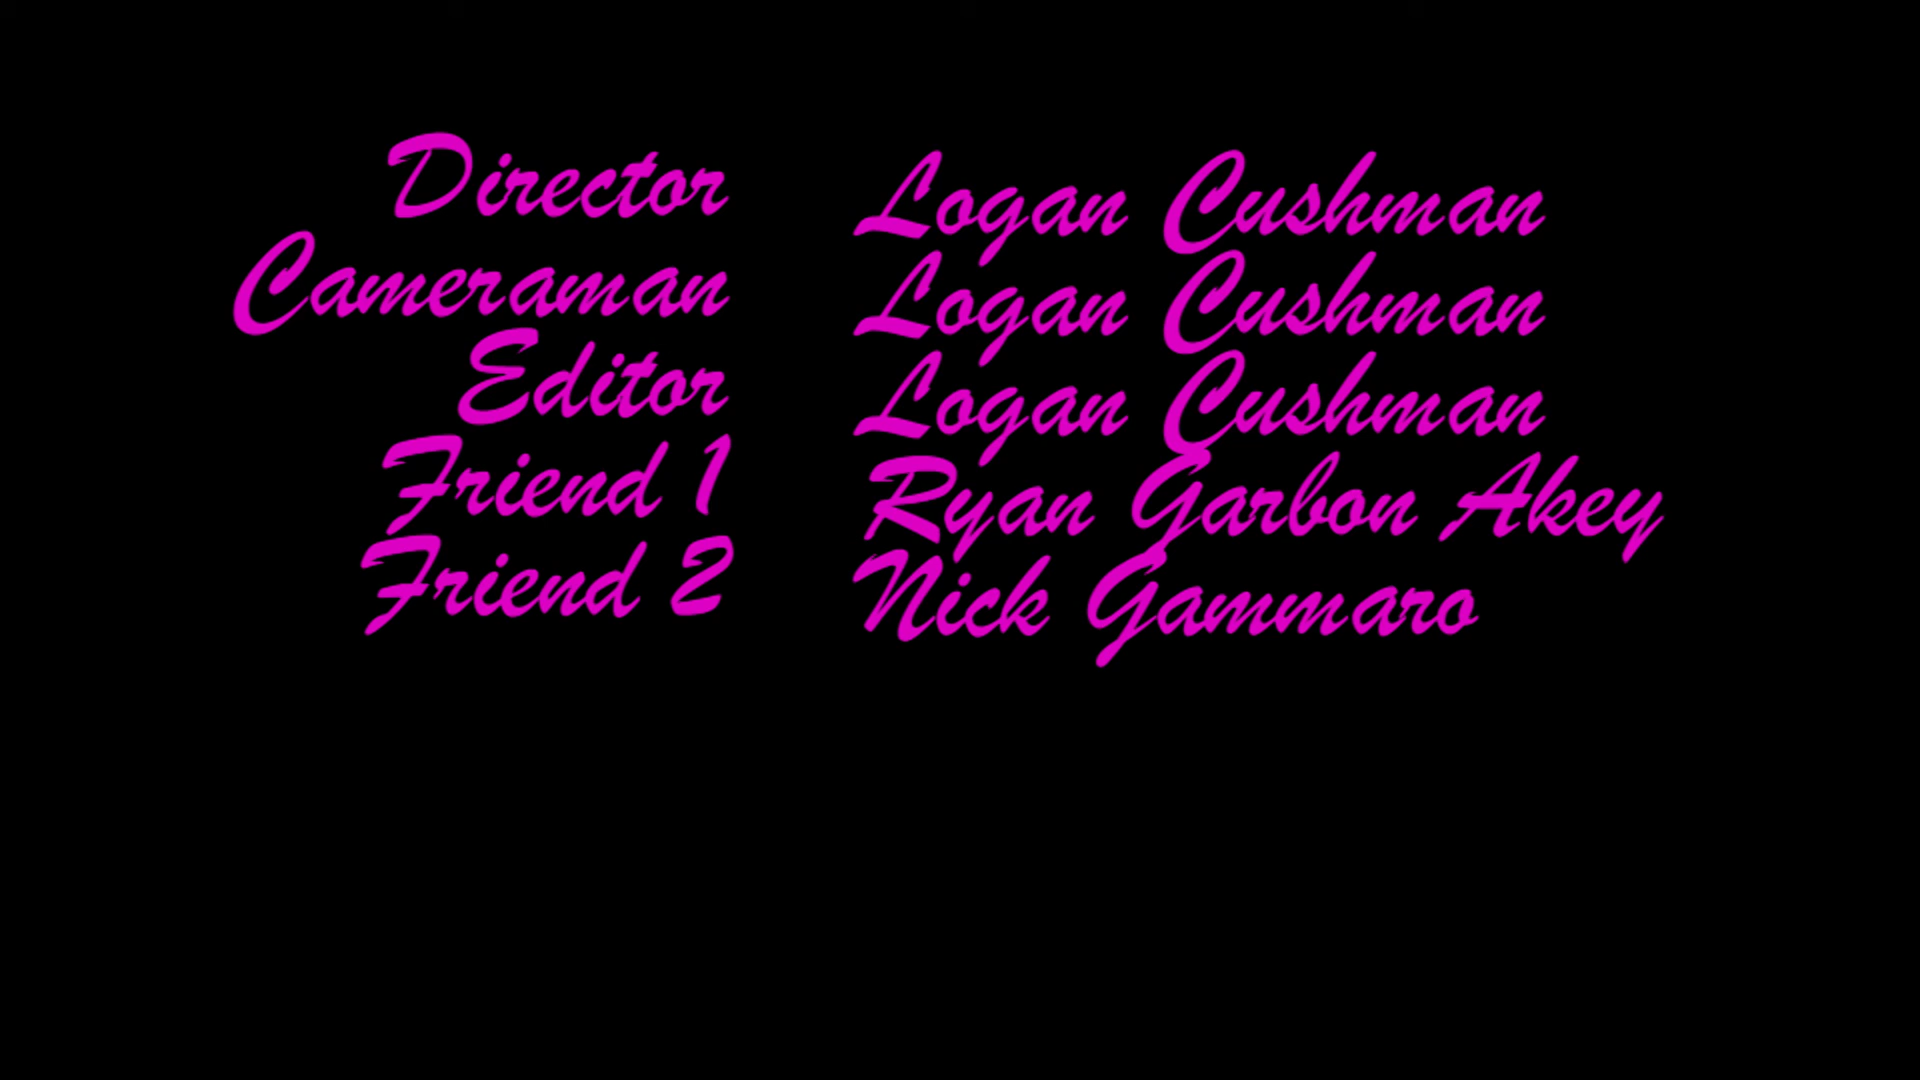 Director Logan Cushman
Cameraman Logan Cushman
Editor Logan Cushman
Friend 1 Ryan Garbon Akey
Friend 2 Nick Gammaro